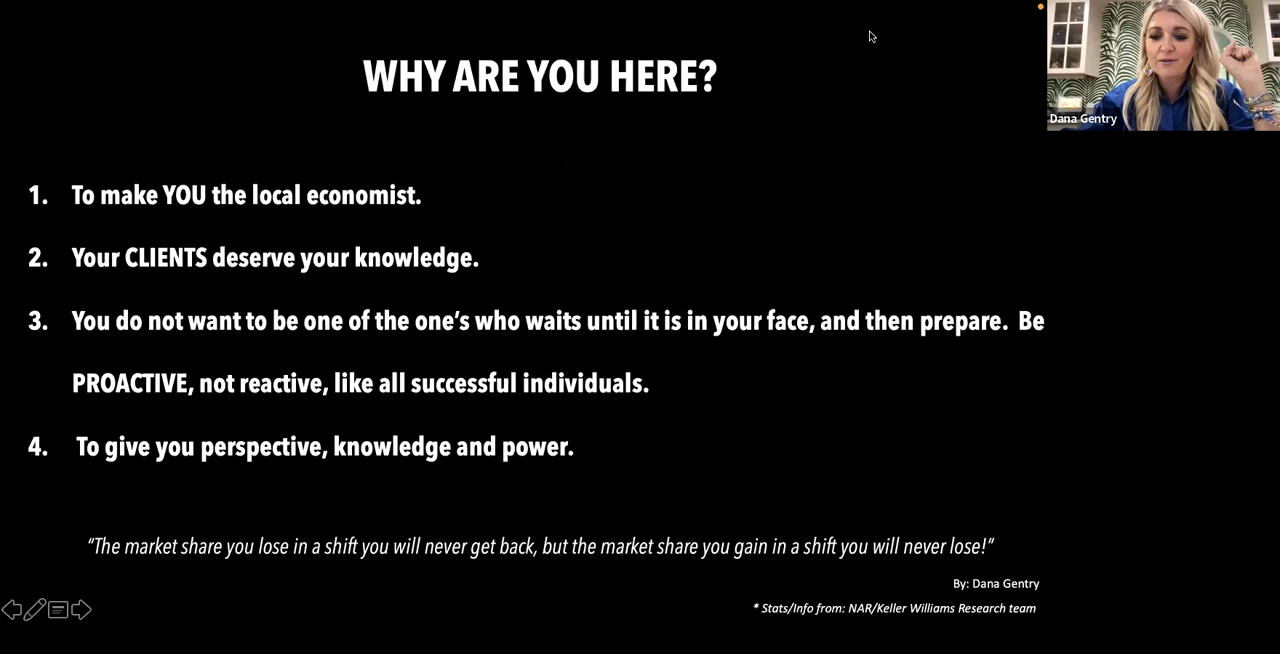 WHY ARE YOU HERE?
Dana Gentry
1. To make YOU the local economist.
2. Your CLIENTS deserve your knowledge.
3. You do not want to be one of the one’s who waits until it is in your face, and then prepare. Be
PROACTIVE, not reactive, like all successful individuals.
4. To give you perspective, knowledge and power.
“The market share you lose in a shift you will never get back, but the market share you gain in a shift you will never lose!”
By: Dana Gentry
* Stats/Info from: NAR/Keller Williams Research team